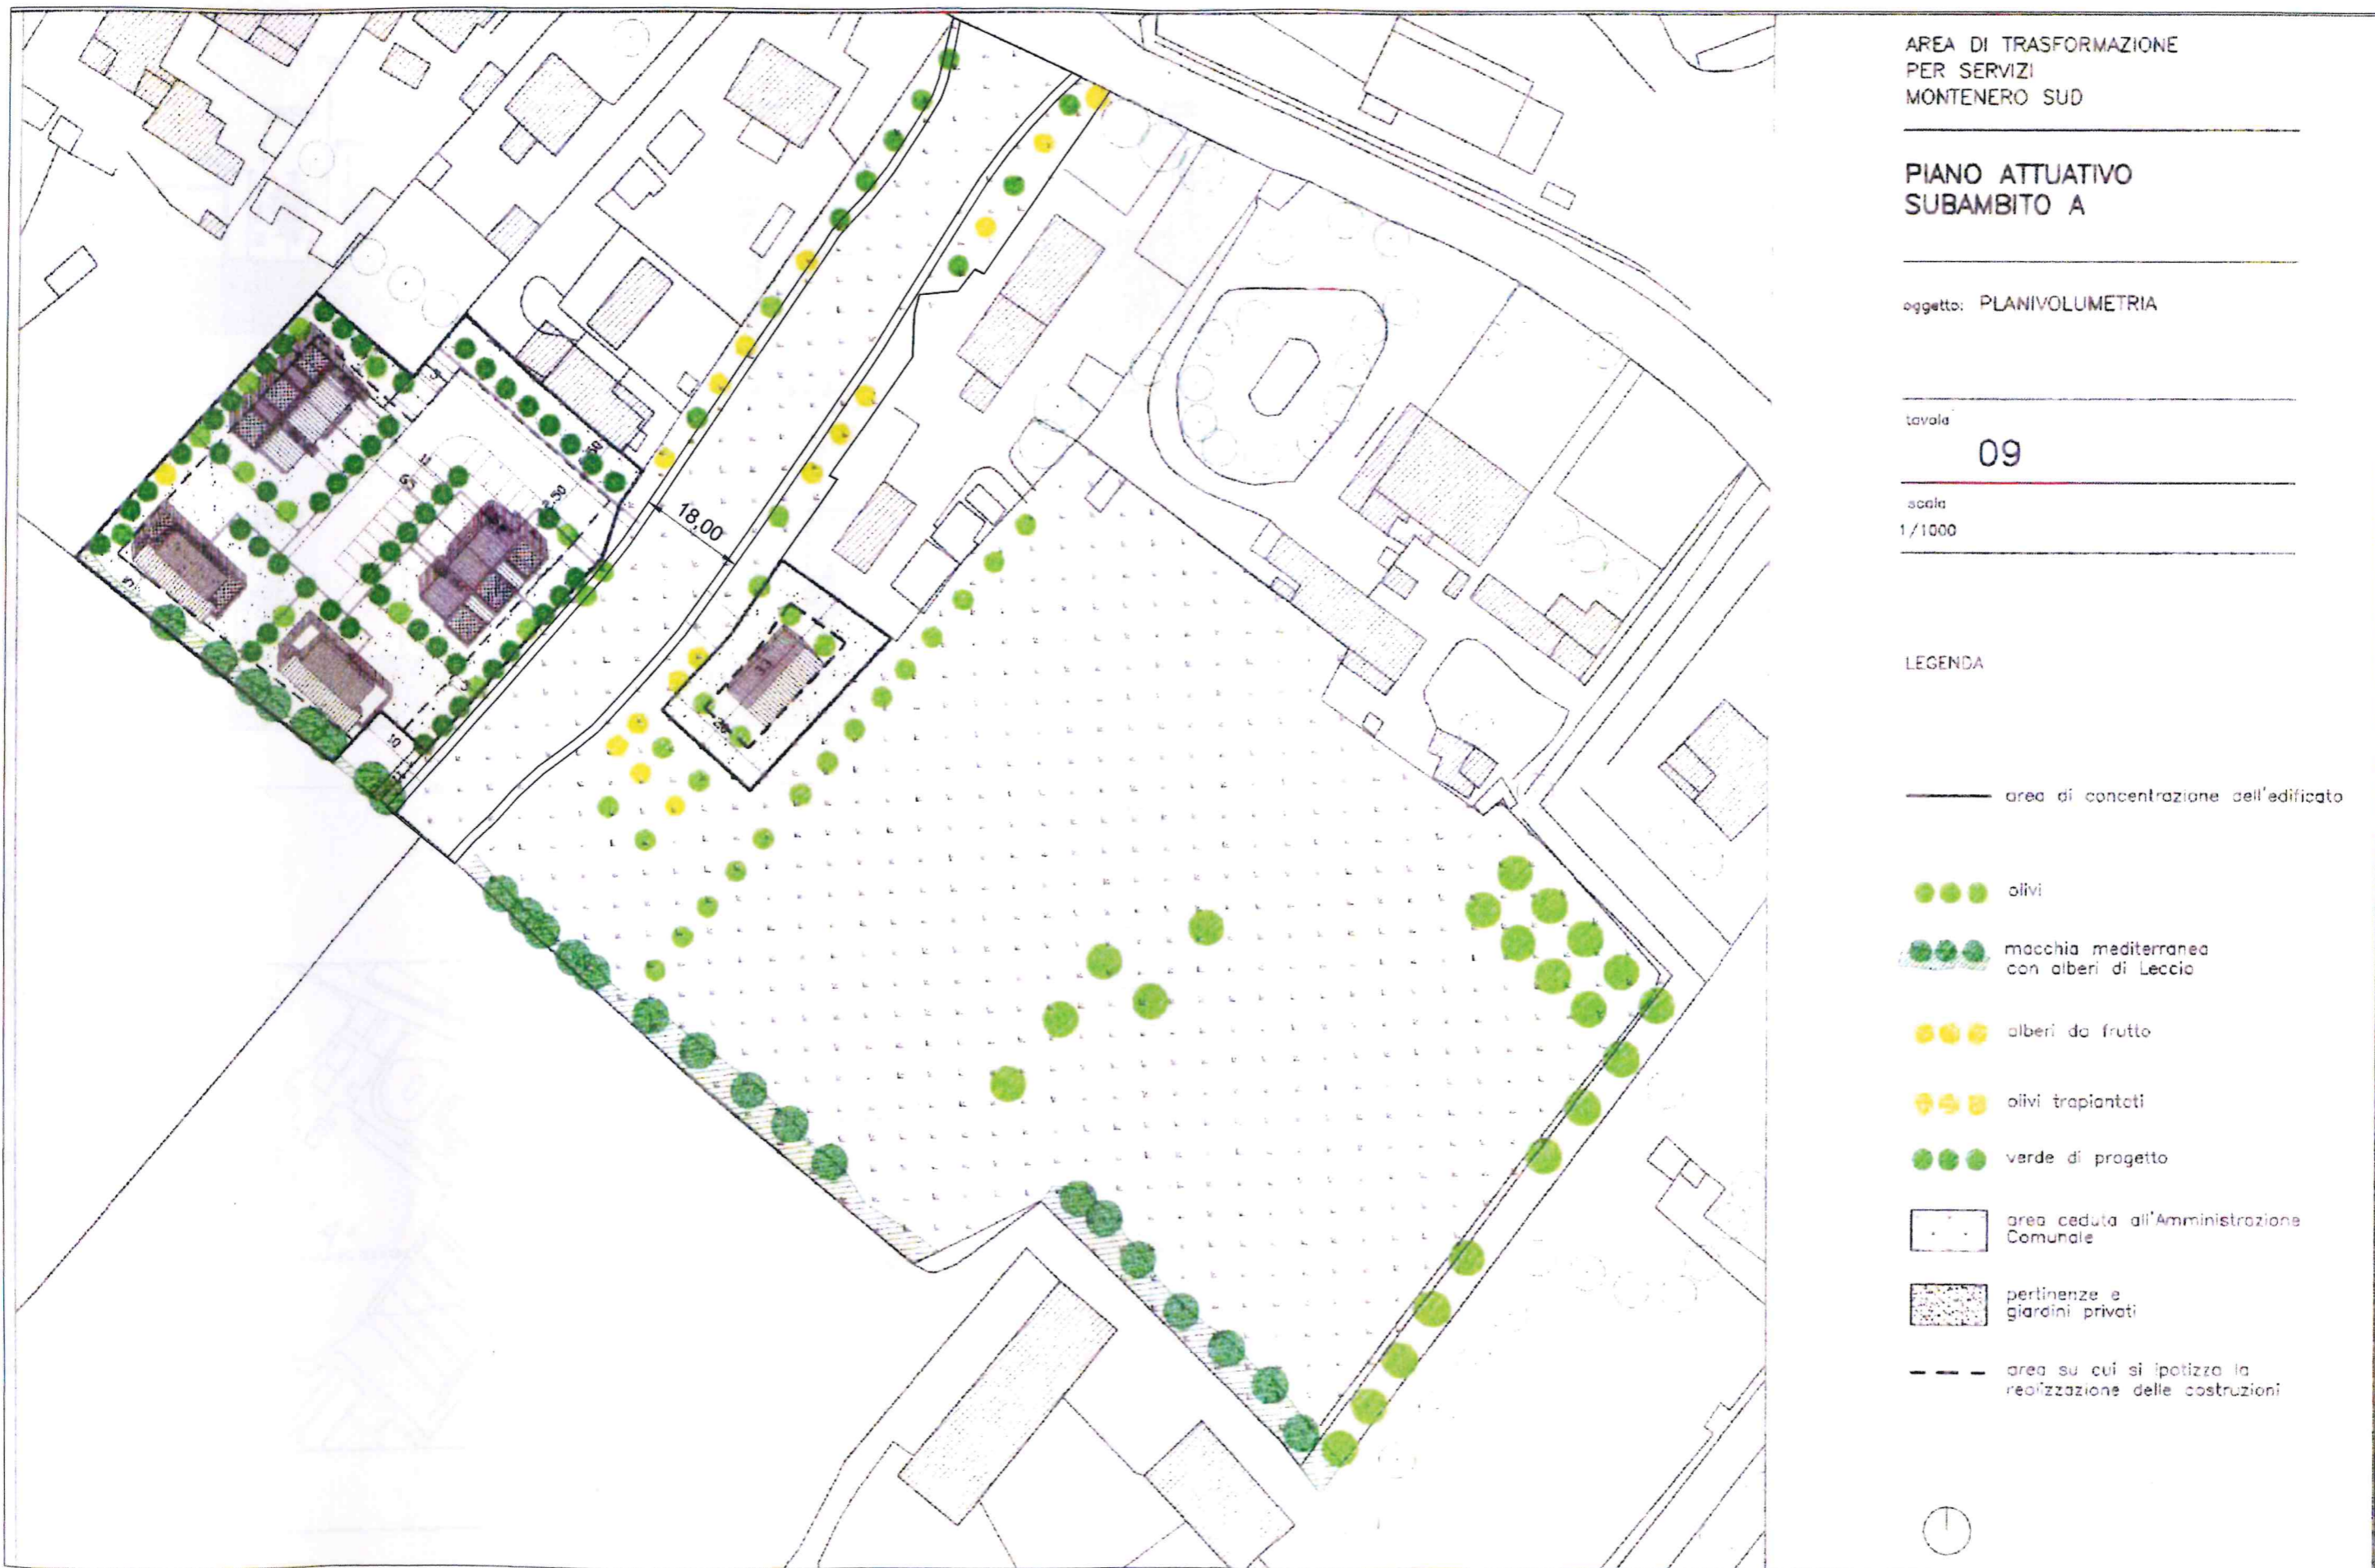 AREA DI TRASFORMAZIONE
PER SERVIZI
MONTENERO SUD
PIANO ATTUATIVO
SUBAMBITO A
oggetto: PLANIVOLUMETRIA
tavola
09
scala
1/1000
LEGENDA
area di concentrazione dell'edificato
olivi
macchia mediterranea
con alberi di Leccio
alberi da frutto
olivi trapiantati
verde di progetto
area ceduta all'Amministrazione
Comunale
pertinenze e
giardini privati
area su cui si ipotizza la
realizzazione delle costruzioni
18,00
2.50
10